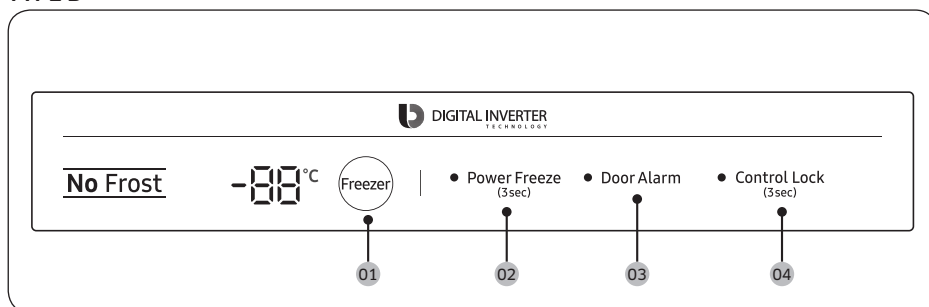 DIGITAL INVERTER
TECHNOLOGY
No Frost
-88°C
Freezer
Power Freeze
(3sec)
Door Alarm
Control Lock
(3sec)
01
02
03
04